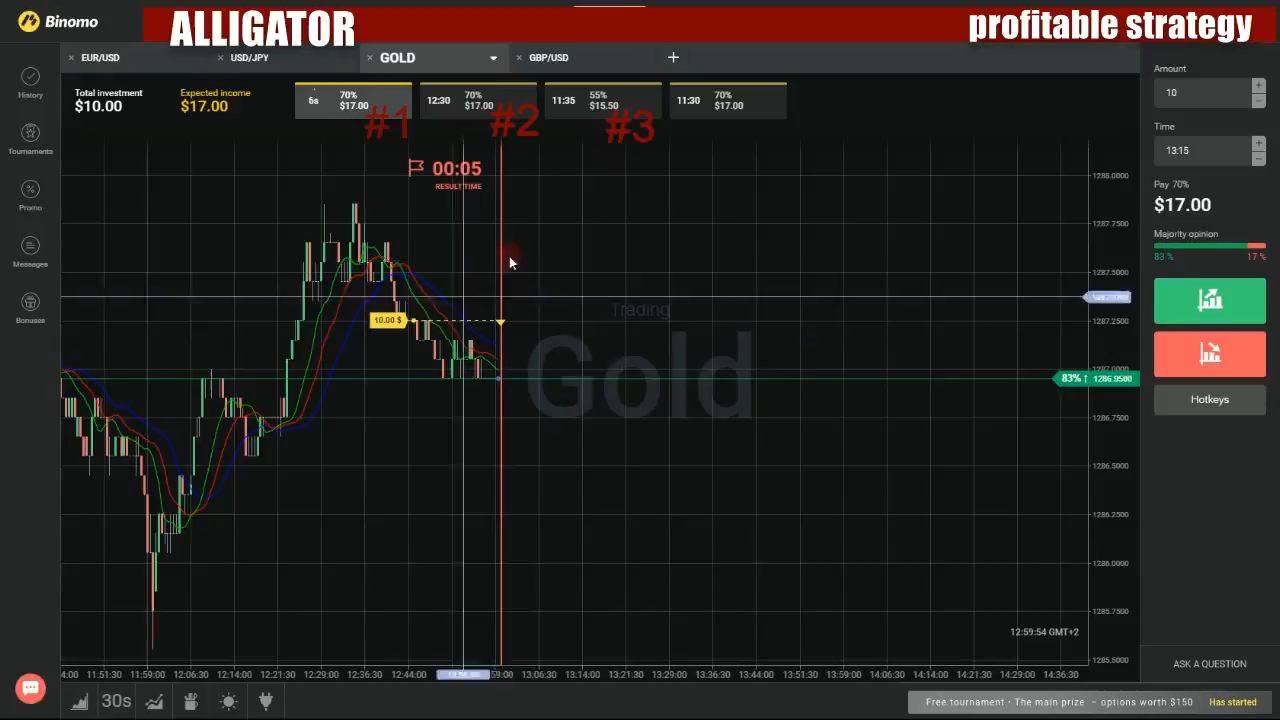 Binomo
ALLIGATOR
profitable strategy
EUR/USD
USD/JPY
GOLD
GBP/USD
Total investment
$10.00
Expected income
$17.00
6s
70%
$17.00
12:30
70%
$17.00
11:35
55%
$15.50
11:30
70%
$17.00
#1
#2
#3
History
Tournaments
Promo
Messages
Bonuses
00:05
RESULT TIME
10.00 $
Trading
Gold
1288.0000
1287.7500
1287.5000
1287.2500
1287.0000
83% ↑ 1286.9500
1286.7500
1286.5000
1286.2500
1286.0000
1285.7500
1285.5000
12:59:54 GMT+2
4:00
11:51:30
11:59:00
12:06:30
12:14:00
12:21:30
12:29:00
12:36:30
12:44:00
59:00
13:06:30
13:14:00
13:21:30
13:29:00
13:36:30
13:44:00
13:51:30
13:59:00
14:06:30
14:14:00
14:21:30
14:29:00
14:36:30
Amount
10
Time
13:15
Pay 70%
$17.00
Majority opinion
83 %
17 %
Hotkeys
ASK A QUESTION
30s
Free tournament • The main prize – options worth $150
Has started